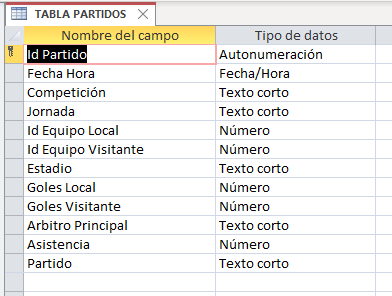 TABLA PARTIDOS
Nombre del campo Tipo de datos
Id Partido Autonumeración
Fecha Hora Fecha/Hora
Competición Texto corto
Jornada Texto corto
Id Equipo Local Número
Id Equipo Visitante Número
Estadio Texto corto
Goles Local Número
Goles Visitante Número
Arbitro Principal Texto corto
Asistencia Número
Partido Texto corto